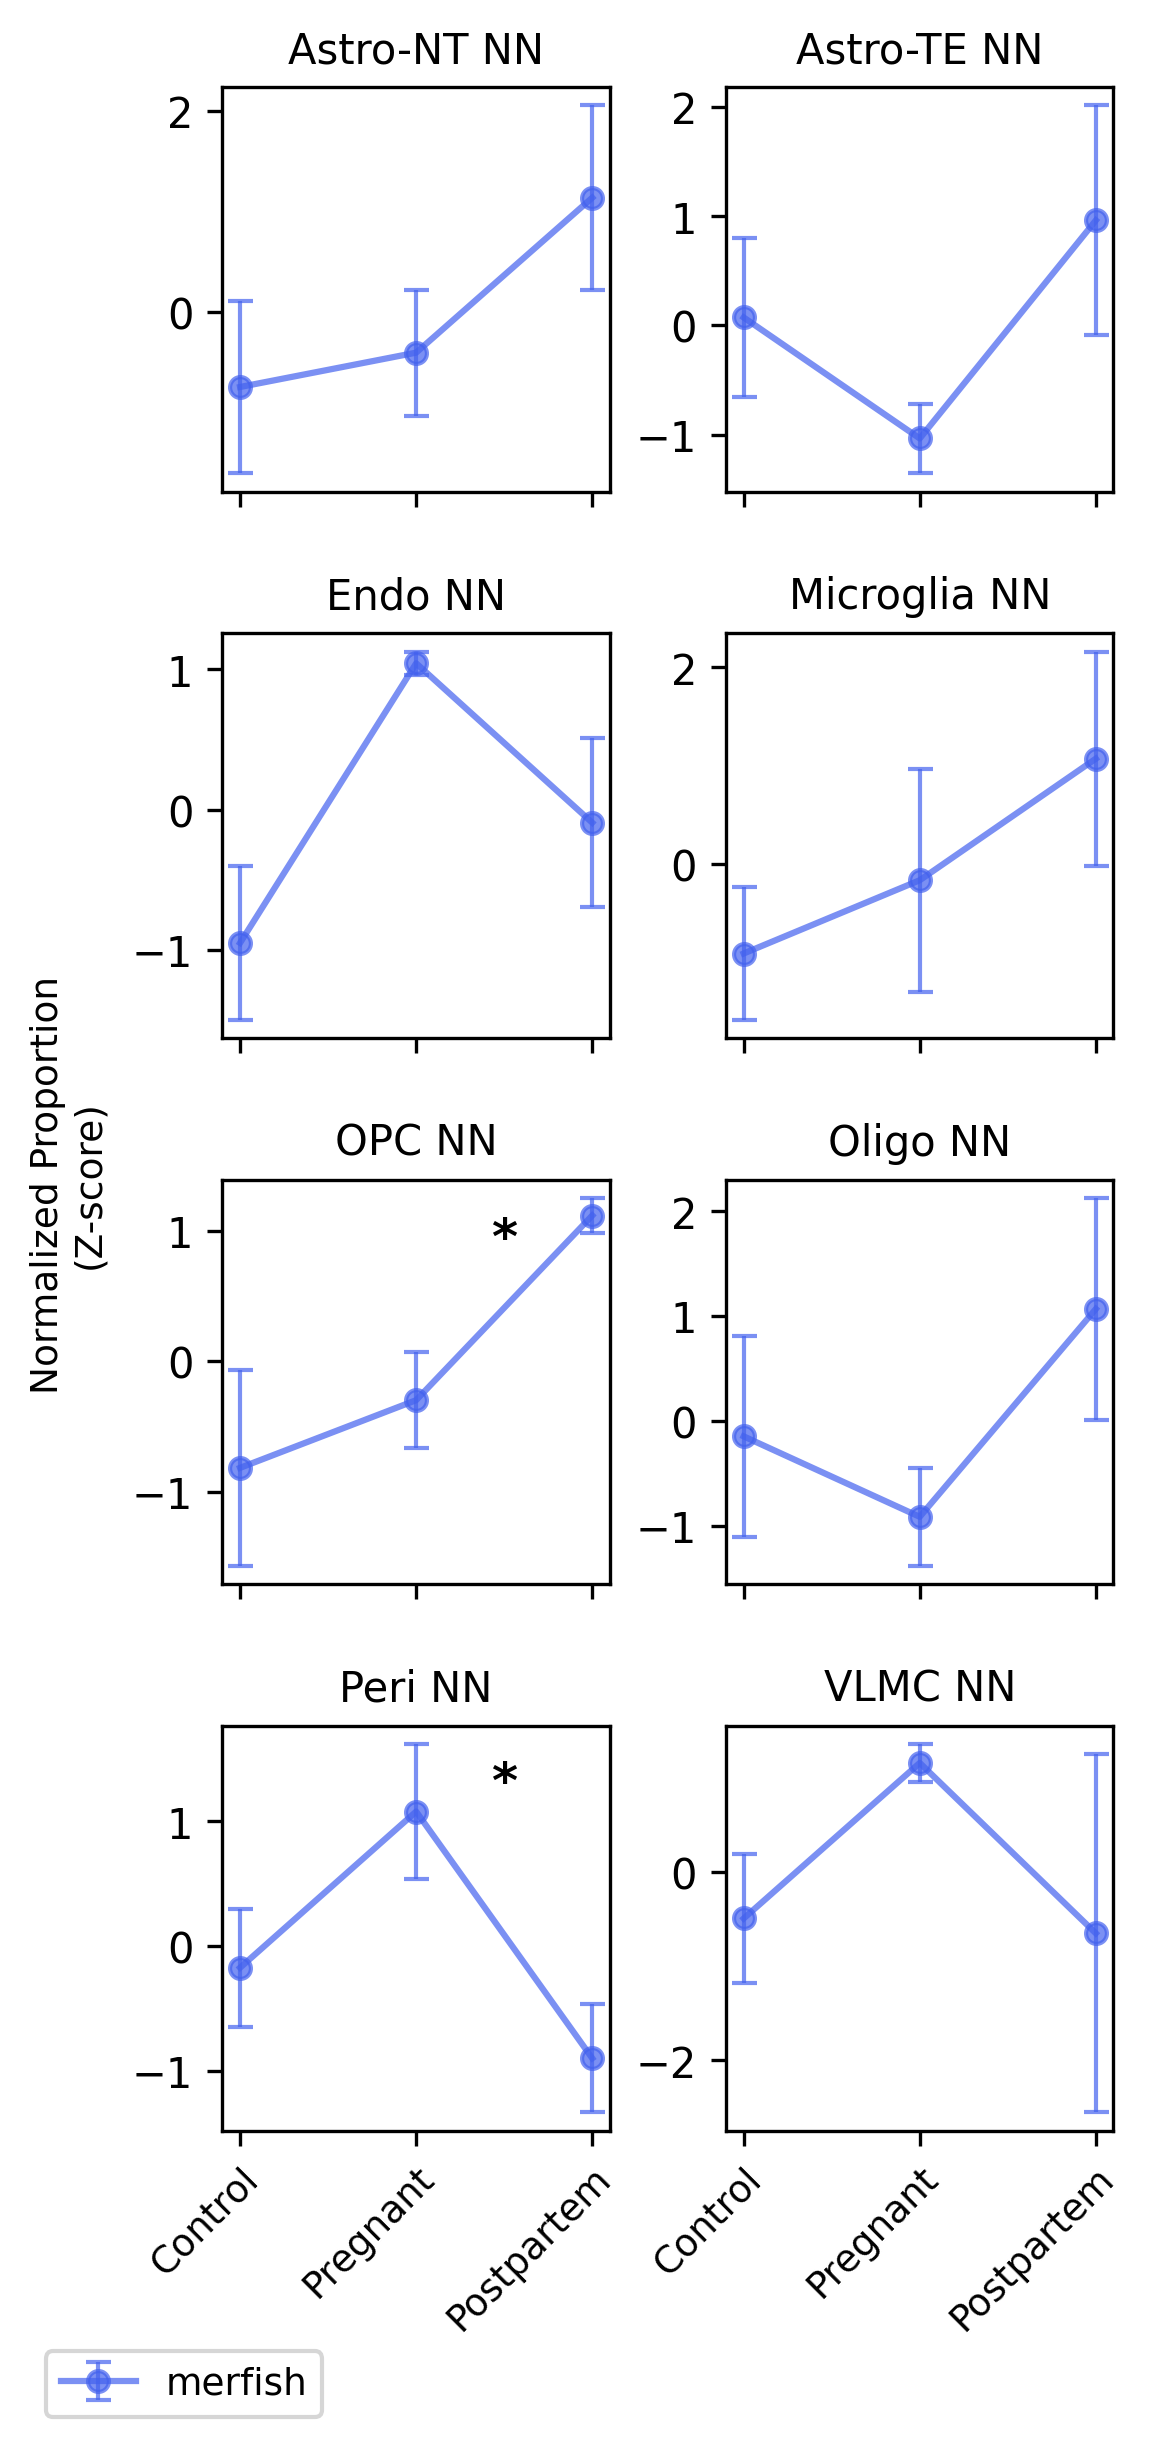 Astro-NT NN
Astro-TE NN
2
0
2
1
0
−1
Endo NN
Microglia NN
1
0
−1
2
0
Normalized Proportion
(Z-score)
OPC NN
Oligo NN
1
0
−1
*
2
1
0
−1
Peri NN
VLMC NN
1
0
−1
*
0
−2
Control
Pregnant
Postpartem
Control
Pregnant
Postpartem
merfish